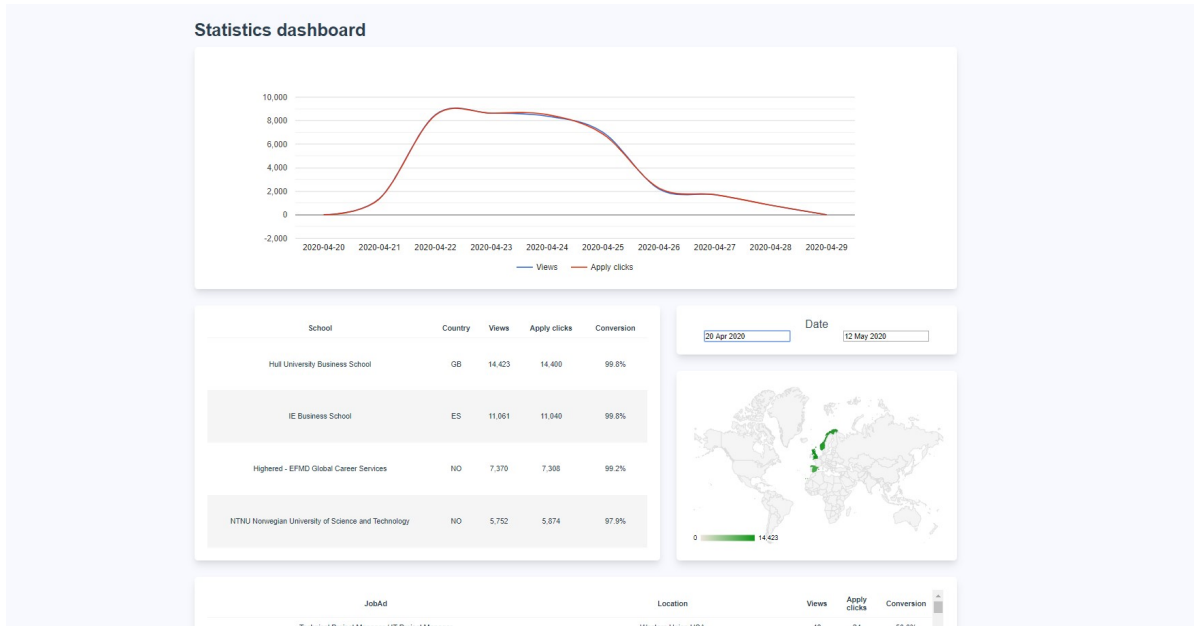 Statistics dashboard
10,000
8,000
6,000
4,000
2,000
0
-2,000
2020-04-20 2020-04-21 2020-04-22 2020-04-23 2020-04-24 2020-04-25 2020-04-26 2020-04-27 2020-04-28 2020-04-29
Views Apply clicks
School Country Views Apply clicks Conversion
Hull University Business School GB 14,423 14,400 99.8%
IE Business School ES 11,061 11,040 99.8%
Highered - EFMD Global Career Services NO 7,370 7,308 99.2%
NTNU Norwegian University of Science and Technology NO 5,752 5,874 97.9%
Date
20 Apr 2020 12 May 2020
0 14,423
JobAd Location Views Apply clicks Conversion